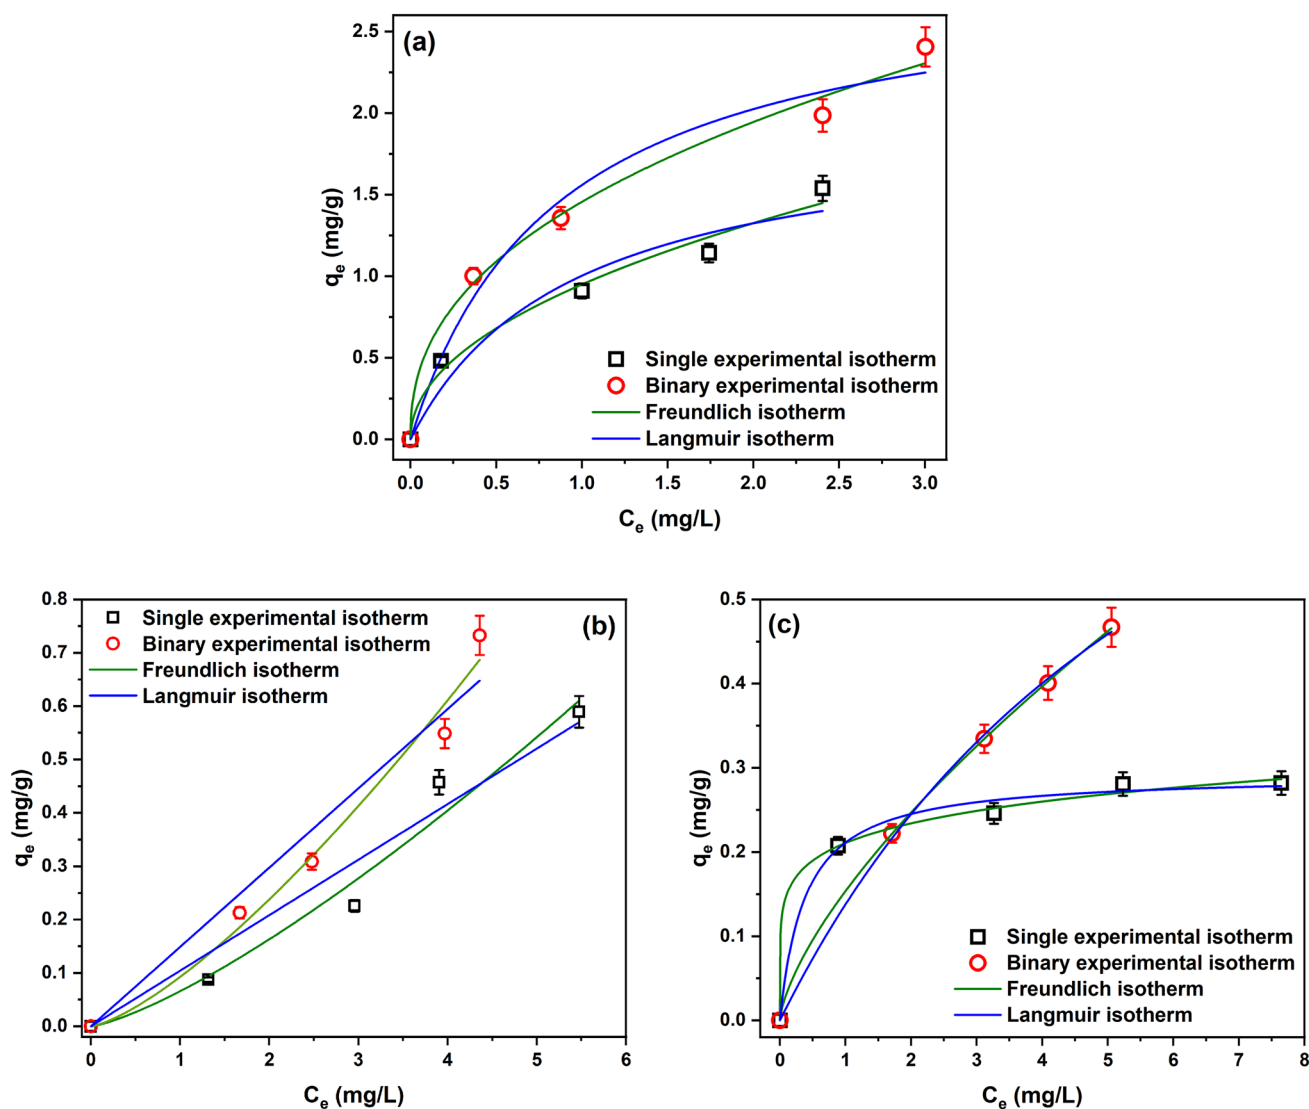 (a)
2.5
2.0
1.5
1.0
0.5
0.0
qe (mg/g)
Single experimental isotherm
Binary experimental isotherm
Freundlich isotherm
Langmuir isotherm
0.0 0.5 1.0 1.5 2.0 2.5 3.0
Ce (mg/L)
(b)
0.8
0.7
0.6
0.5
0.4
0.3
0.2
0.1
0.0
qe (mg/g)
Single experimental isotherm
Binary experimental isotherm
Freundlich isotherm
Langmuir isotherm
0 1 2 3 4 5 6
Ce (mg/L)
(c)
0.5
0.4
0.3
0.2
0.1
0.0
qe (mg/g)
Single experimental isotherm
Binary experimental isotherm
Freundlich isotherm
Langmuir isotherm
0 1 2 3 4 5 6 7 8
Ce (mg/L)